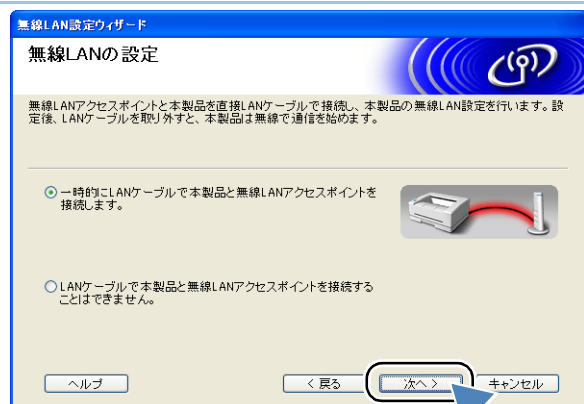 無線LAN設定ウィザード
無線LANの設定
無線LANアクセスポイントと本製品を直接LANケーブルで接続し、本製品の無線LAN設定を行います。設
定後、LANケーブルを取り外すと、本製品は無線で通信を始めます。
一時的にLANケーブルで本製品と無線LANアクセスポイントを
接続します。
LANケーブルで本製品と無線LANアクセスポイントを接続する
ことはできません。
ヘルプ
< 戻る
次へ >
キャンセル